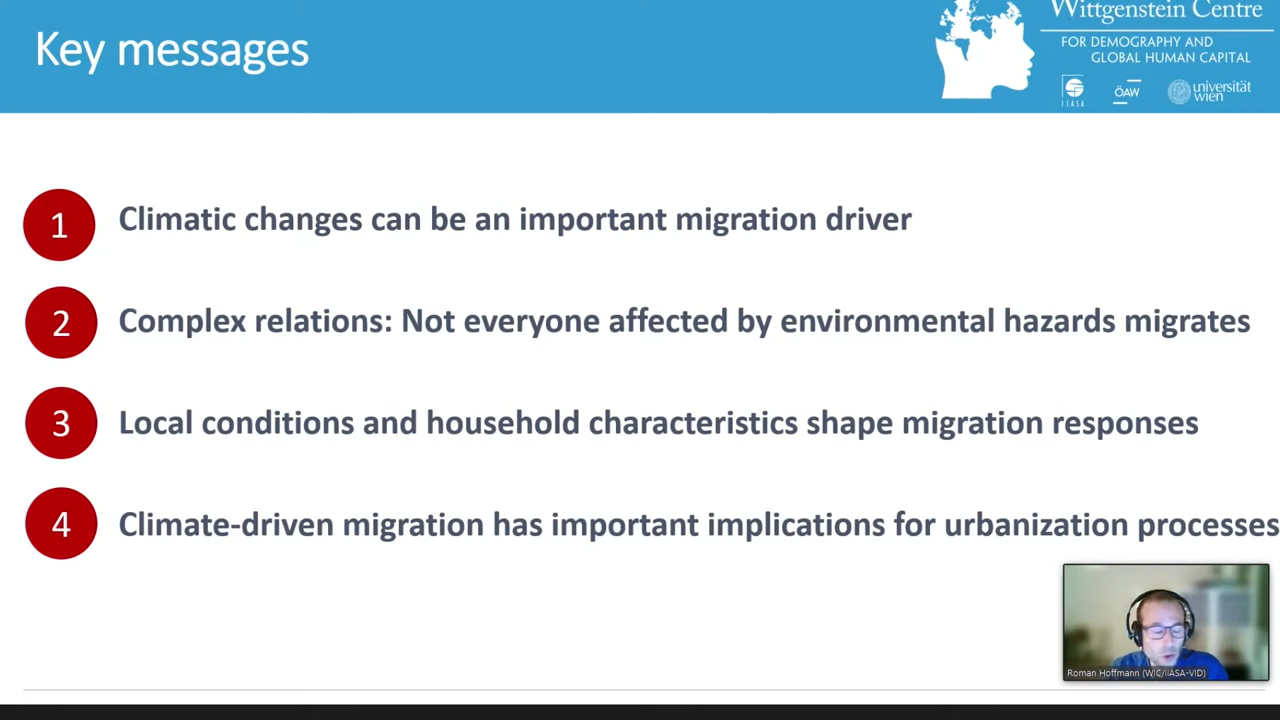 Key messages
Wittgenstein Centre
FOR DEMOGRAPHY AND
GLOBAL HUMAN CAPITAL
IIASA
ÖAW
universität
wien
1 Climatic changes can be an important migration driver
2 Complex relations: Not everyone affected by environmental hazards migrates
3 Local conditions and household characteristics shape migration responses
4 Climate-driven migration has important implications for urbanization processes
Roman Hoffmann (WIC/IIASA-VID)